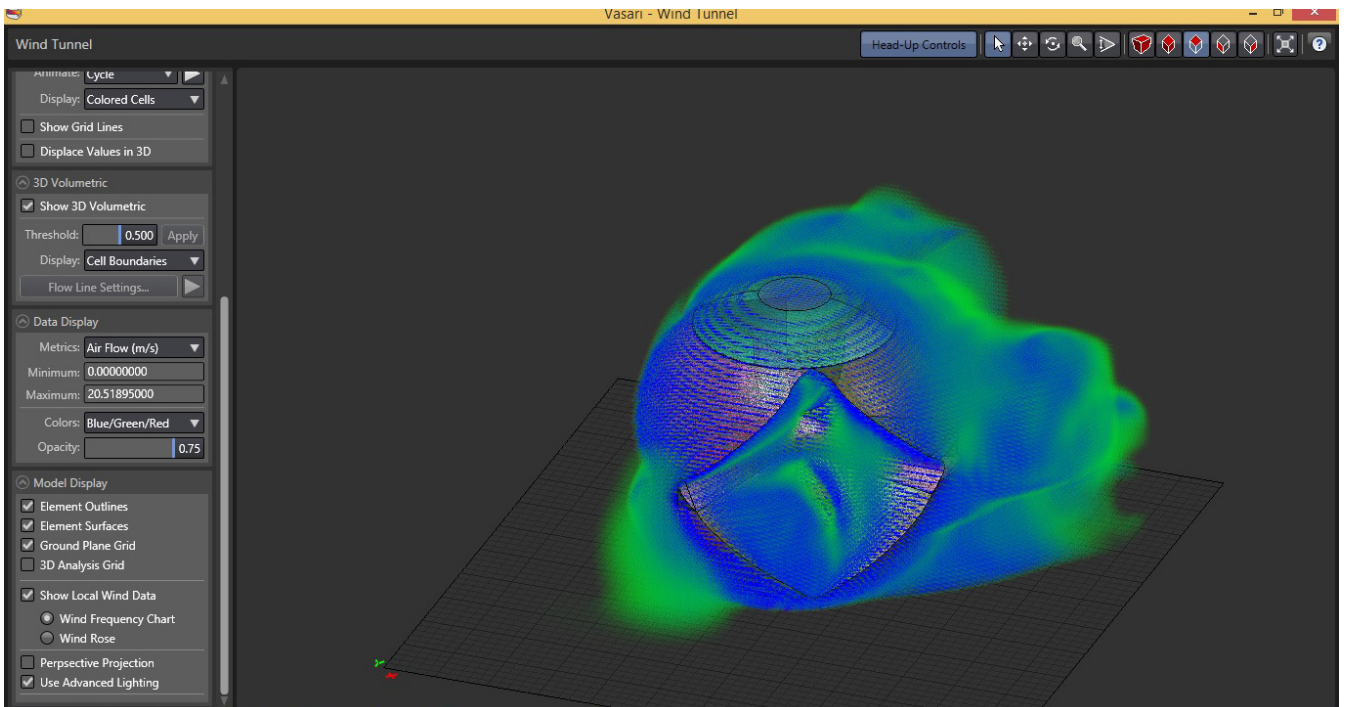 Vasari - Wind Tunnel
Wind Tunnel
Head-Up Controls
Animate: Cycle
Display: Colored Cells
Show Grid Lines
Displace Values in 3D
3D Volumetric
Show 3D Volumetric
Threshold: 0.500 Apply
Display: Cell Boundaries
Flow Line Settings...
Data Display
Metrics: Air Flow (m/s)
Minimum: 0.00000000
Maximum: 20.51895000
Colors: Blue/Green/Red
Opacity: 0.75
Model Display
Element Outlines
Element Surfaces
Ground Plane Grid
3D Analysis Grid
Show Local Wind Data
Wind Frequency Chart
Wind Rose
Perpsective Projection
Use Advanced Lighting